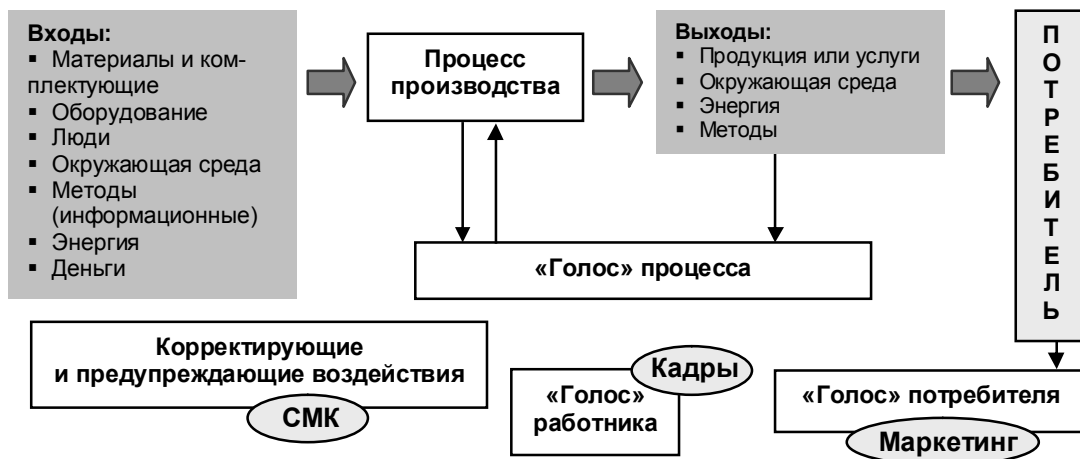 Входы:
▪ Материалы и ком-
плектующие
▪ Оборудование
▪ Люди
▪ Окружающая среда
▪ Методы
(информационные)
▪ Энергия
▪ Деньги
Процесс
производства
Выходы:
▪ Продукция или услуги
▪ Окружающая среда
▪ Энергия
▪ Методы
ПОТРЕБИТЕЛЬ
«Голос» процесса
Корректирующие
и предупреждающие воздействия
СМК
Кадры
«Голос»
работника
«Голос» потребителя
Маркетинг